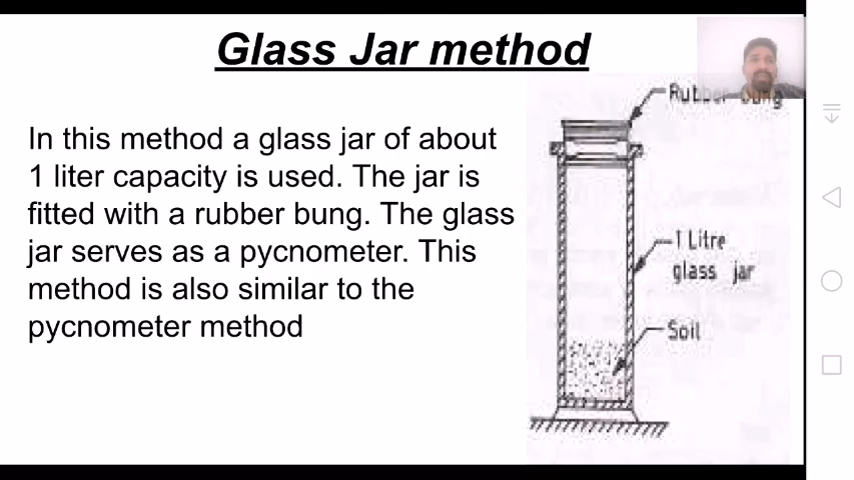 Glass Jar method
Rubber bung
In this method a glass jar of about
1 liter capacity is used. The jar is
fitted with a rubber bung. The glass
jar serves as a pycnometer. This
method is also similar to the
pycnometer method
1 Litre
glass jar
Soil